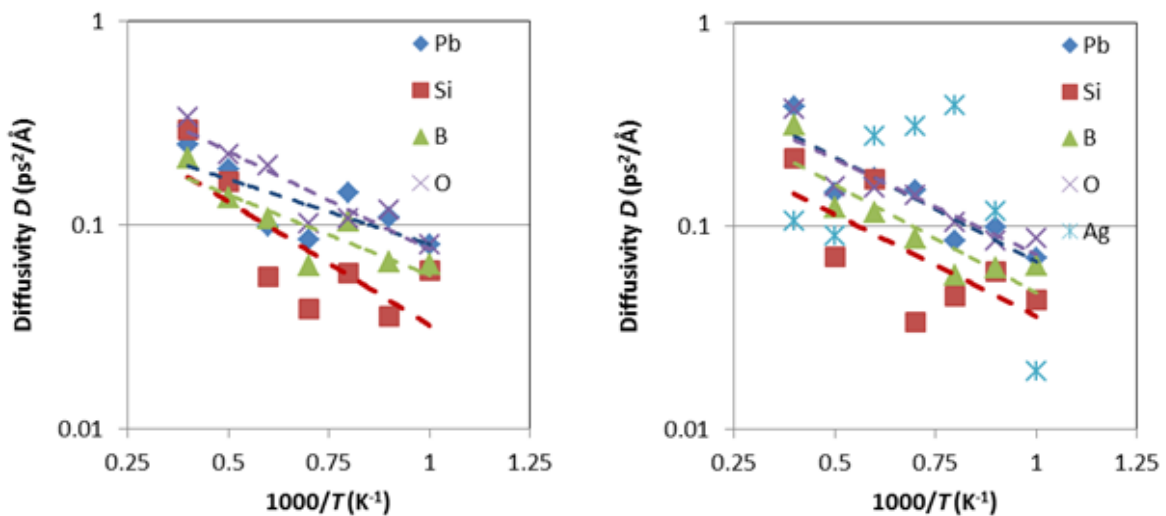 1
0.1
0.01
0.25 0.5 0.75 1 1.25
Diffusivity D (ps²/Å)
1000/T(K⁻¹)
Pb
Si
B
O
1
0.1
0.01
0.25 0.5 0.75 1 1.25
Diffusivity D (ps²/Å)
1000/T(K⁻¹)
Pb
Si
B
O
Ag